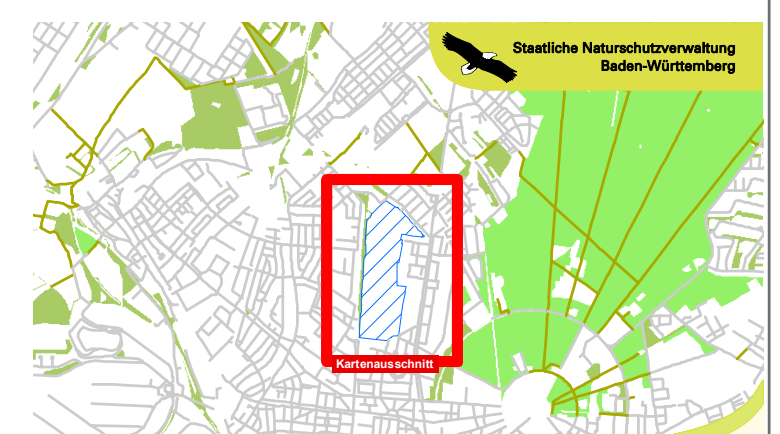 Staatliche Naturschutzverwaltung
Baden-Württemberg
Kartenausschnitt